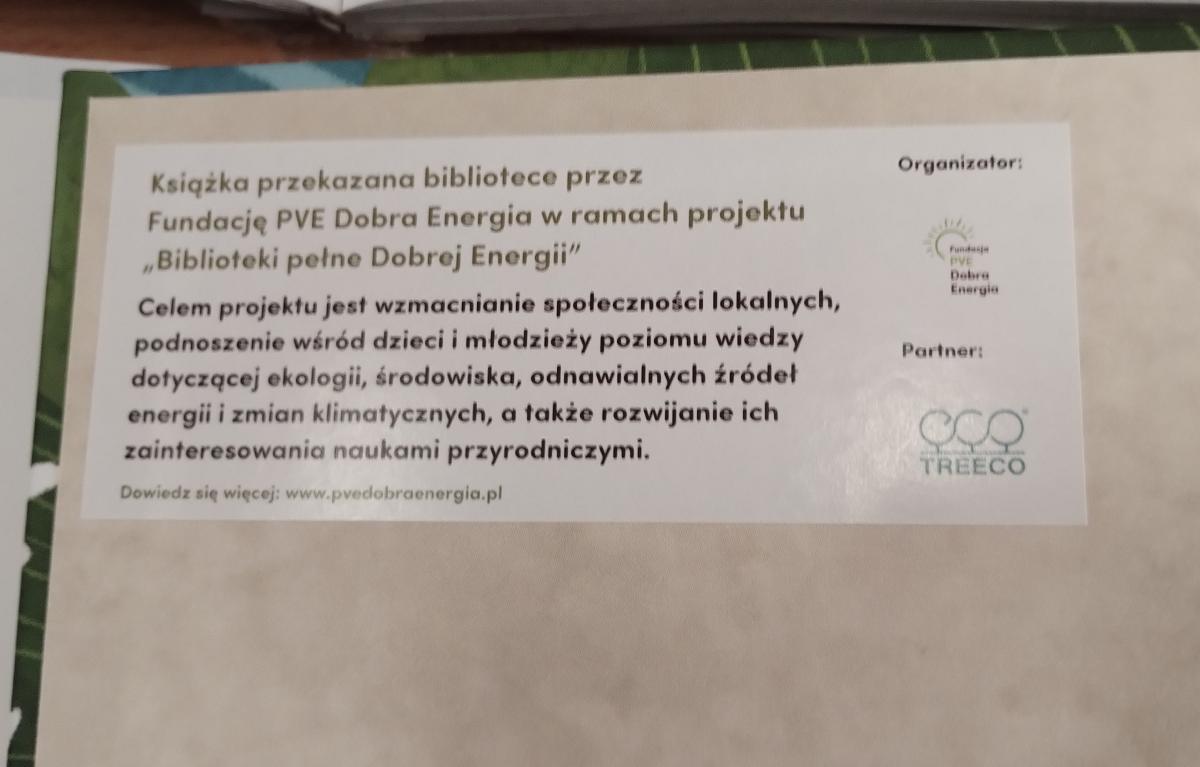 Książka przekazana bibliotece przez
Fundację PVE Dobra Energia w ramach projektu
„Biblioteki pełne Dobrej Energii”
Celem projektu jest wzmacnianie społeczności lokalnych,
podnoszenie wśród dzieci i młodzieży poziomu wiedzy
dotyczącej ekologii, środowiska, odnawialnych źródeł
energii i zmian klimatycznych, a także rozwijanie ich
zainteresowania naukami przyrodniczymi.
Dowiedz się więcej: www.pvedobraenergia.pl
Organizator:
Fundacja
PVE
Dobra
Energia
Partner:
eco
TREECO